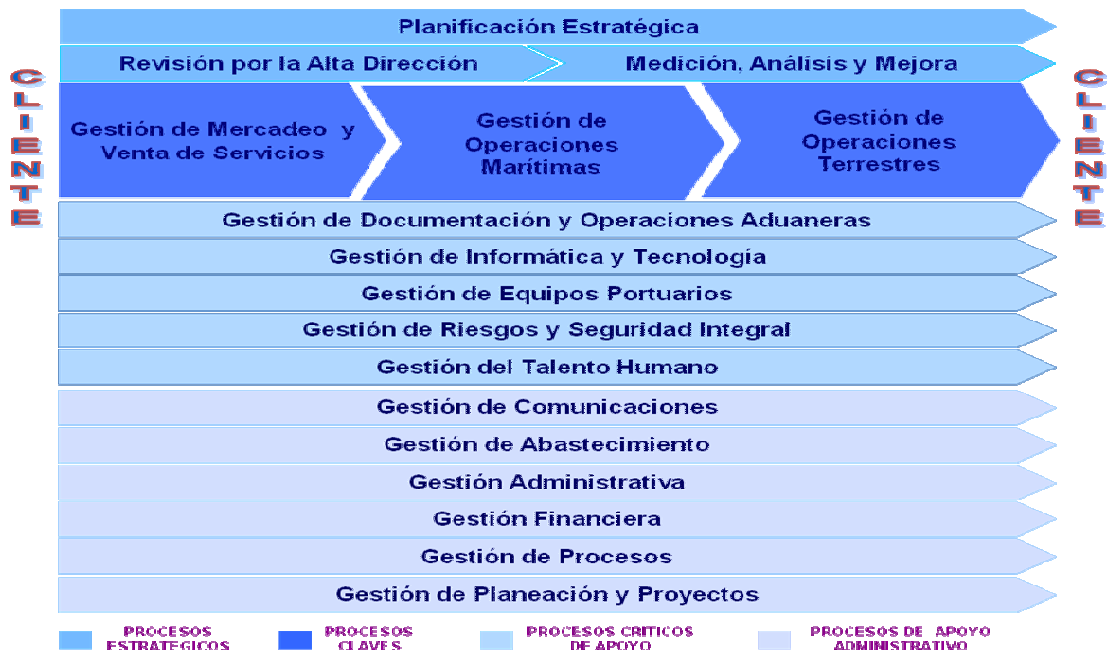 Planificación Estratégica
Revisión por la Alta Dirección
Medición, Análisis y Mejora
CLIENTE
Gestión de Mercadeo y
Venta de Servicios
Gestión de
Operaciones
Marítimas
Gestión de
Operaciones
Terrestres
CLIENTE
Gestión de Documentación y Operaciones Aduaneras
Gestión de Informática y Tecnología
Gestión de Equipos Portuarios
Gestión de Riesgos y Seguridad Integral
Gestión del Talento Humano
Gestión de Comunicaciones
Gestión de Abastecimiento
Gestión Administrativa
Gestión Financiera
Gestión de Procesos
Gestión de Planeación y Proyectos
PROCESOS
ESTRATEGICOS
PROCESOS
CLAVES
PROCESOS CRITICOS
DE APOYO
PROCESOS DE APOYO
ADMINISTRATIVO